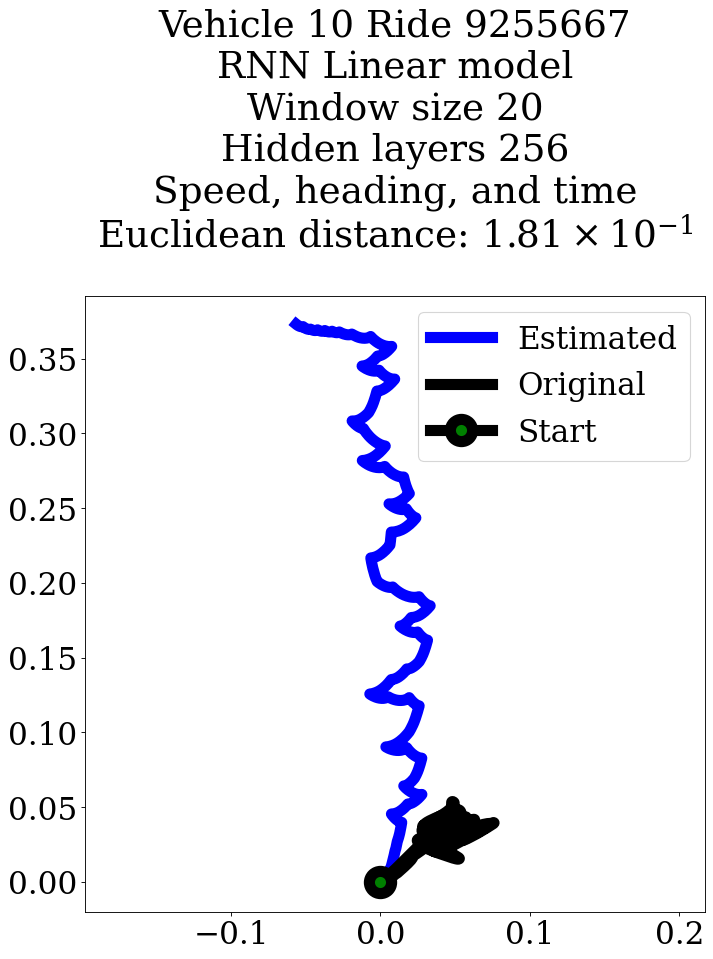 Vehicle 10 Ride 9255667
RNN Linear model
Window size 20
Hidden layers 256
Speed, heading, and time
Euclidean distance: 1.81 × 10⁻¹
Estimated
Original
Start
0.35
0.30
0.25
0.20
0.15
0.10
0.05
0.00
−0.1 0.0 0.1 0.2